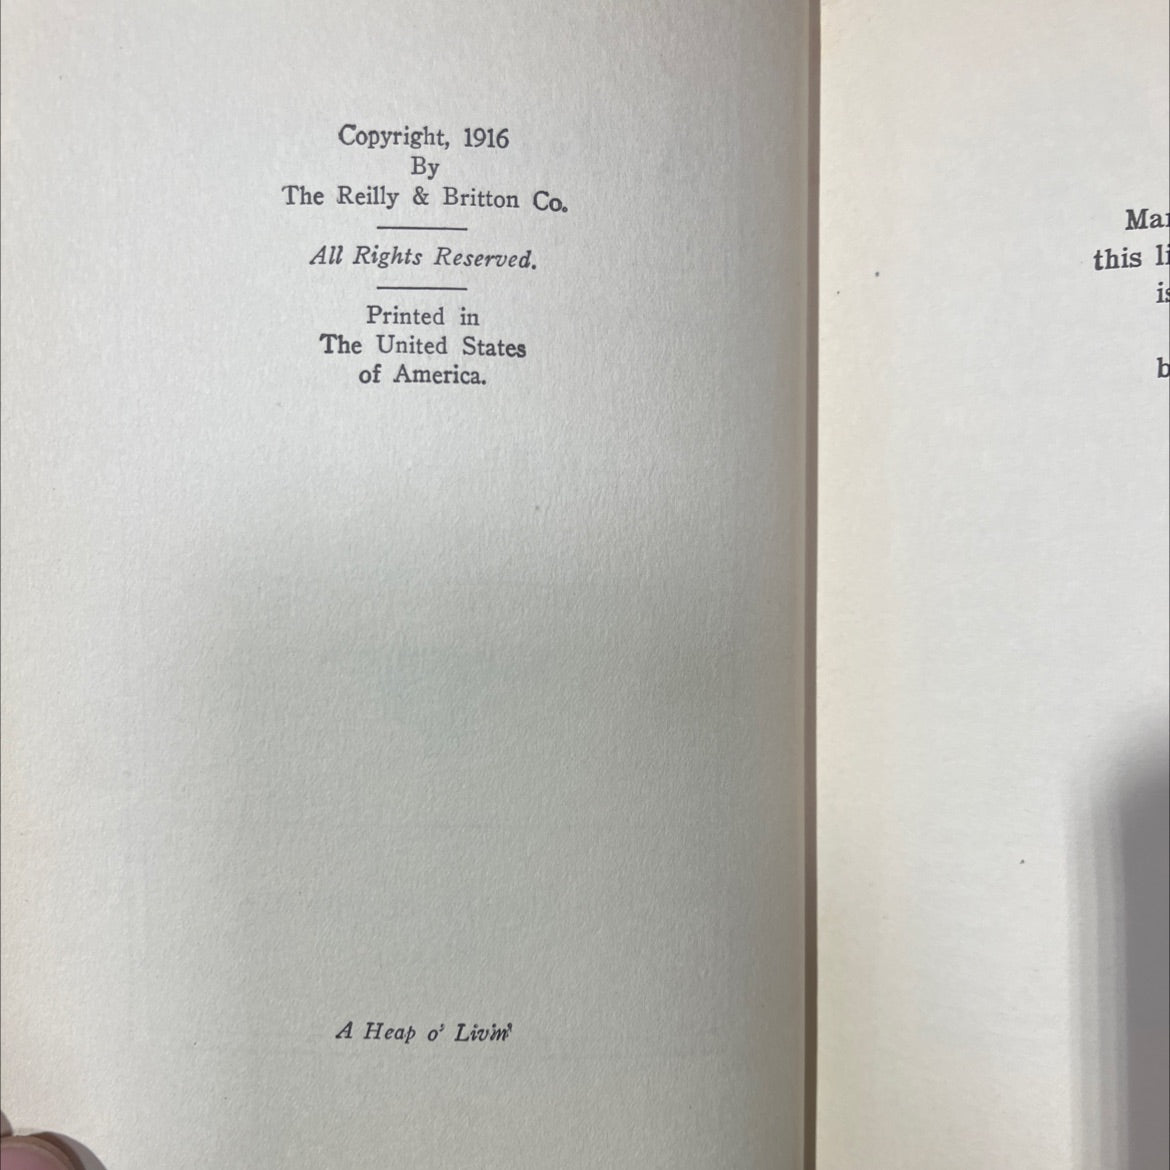 Copyright, 1916
By
The Reilly & Britton Co.
All Rights Reserved.
Printed in
The United States
of America.
A Heap o' Livin'
this